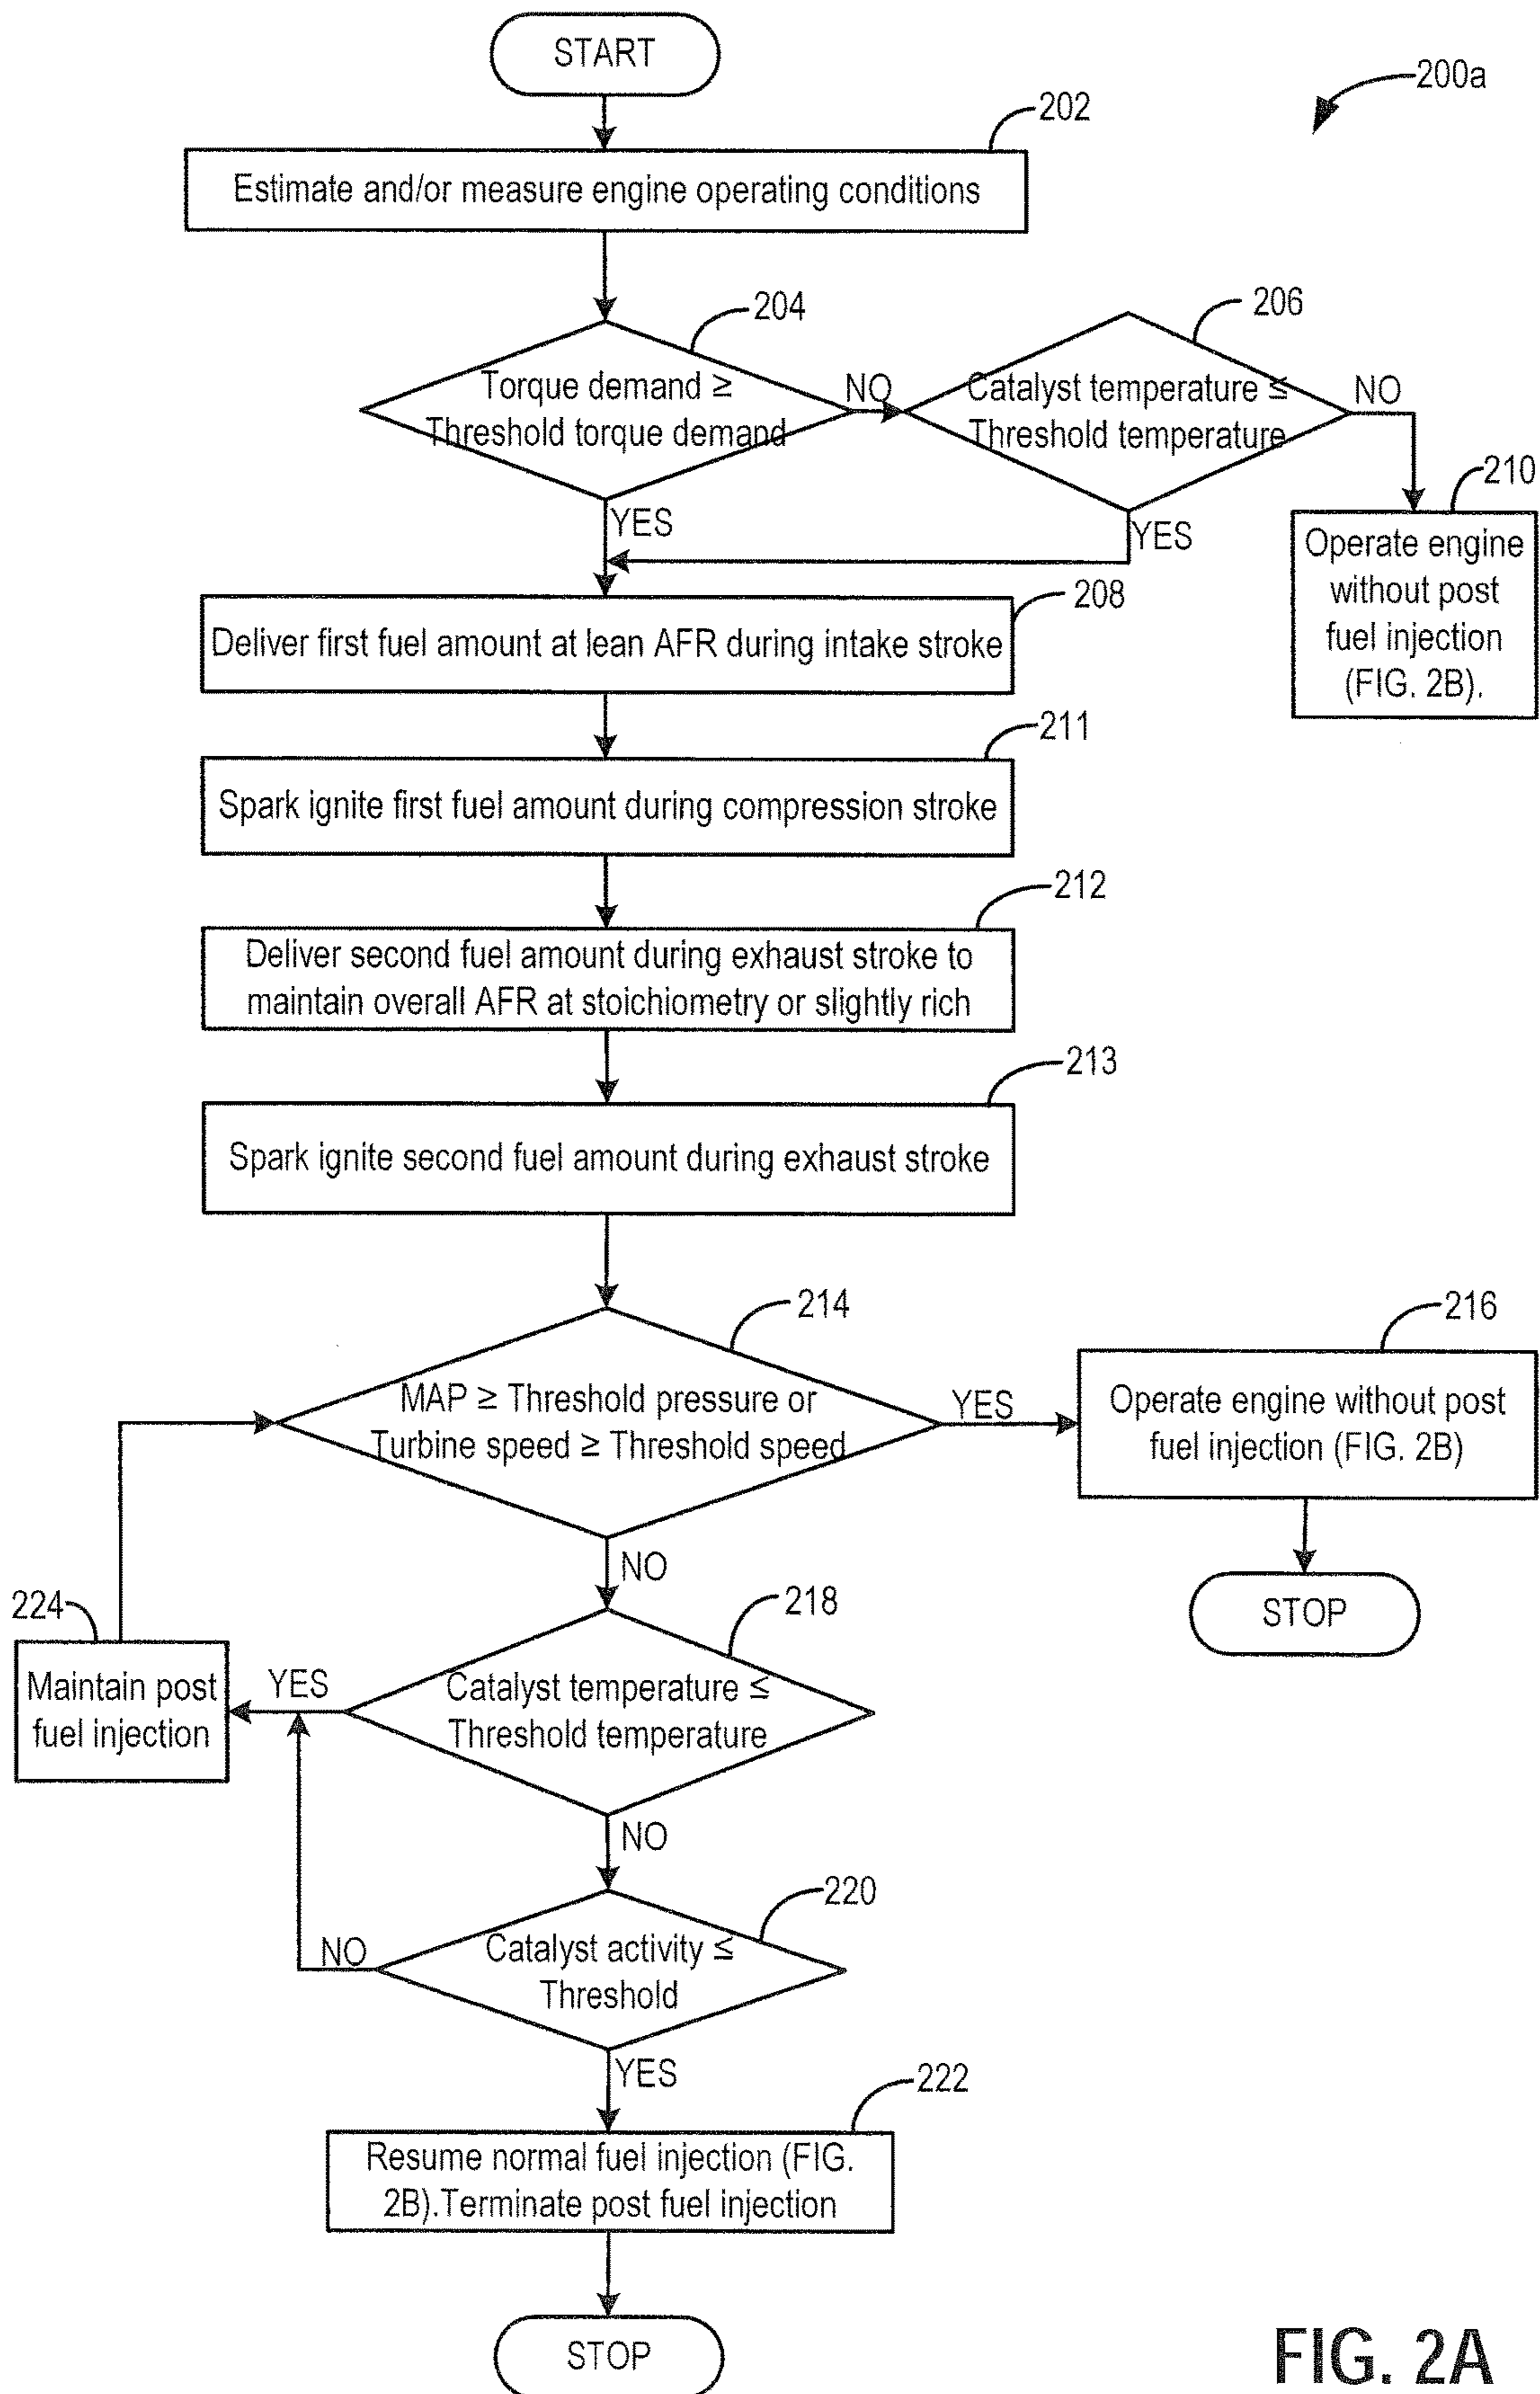 START
200a
202
Estimate and/or measure engine operating conditions
204
206
Torque demand ≥
Threshold torque demand
NO
Catalyst temperature ≤
Threshold temperature
NO
210
YES
YES
Operate engine
without post
fuel injection
(FIG. 2B).
208
Deliver first fuel amount at lean AFR during intake stroke
211
Spark ignite first fuel amount during compression stroke
212
Deliver second fuel amount during exhaust stroke to
maintain overall AFR at stoichiometry or slightly rich
213
Spark ignite second fuel amount during exhaust stroke
214
216
MAP ≥ Threshold pressure or
Turbine speed ≥ Threshold speed
YES
Operate engine without post
fuel injection (FIG. 2B)
NO
STOP
224
218
Maintain post
fuel injection
YES
Catalyst temperature ≤
Threshold temperature
NO
220
NO
Catalyst activity ≤
Threshold
YES
222
Resume normal fuel injection (FIG.
2B).Terminate post fuel injection
STOP
FIG. 2A